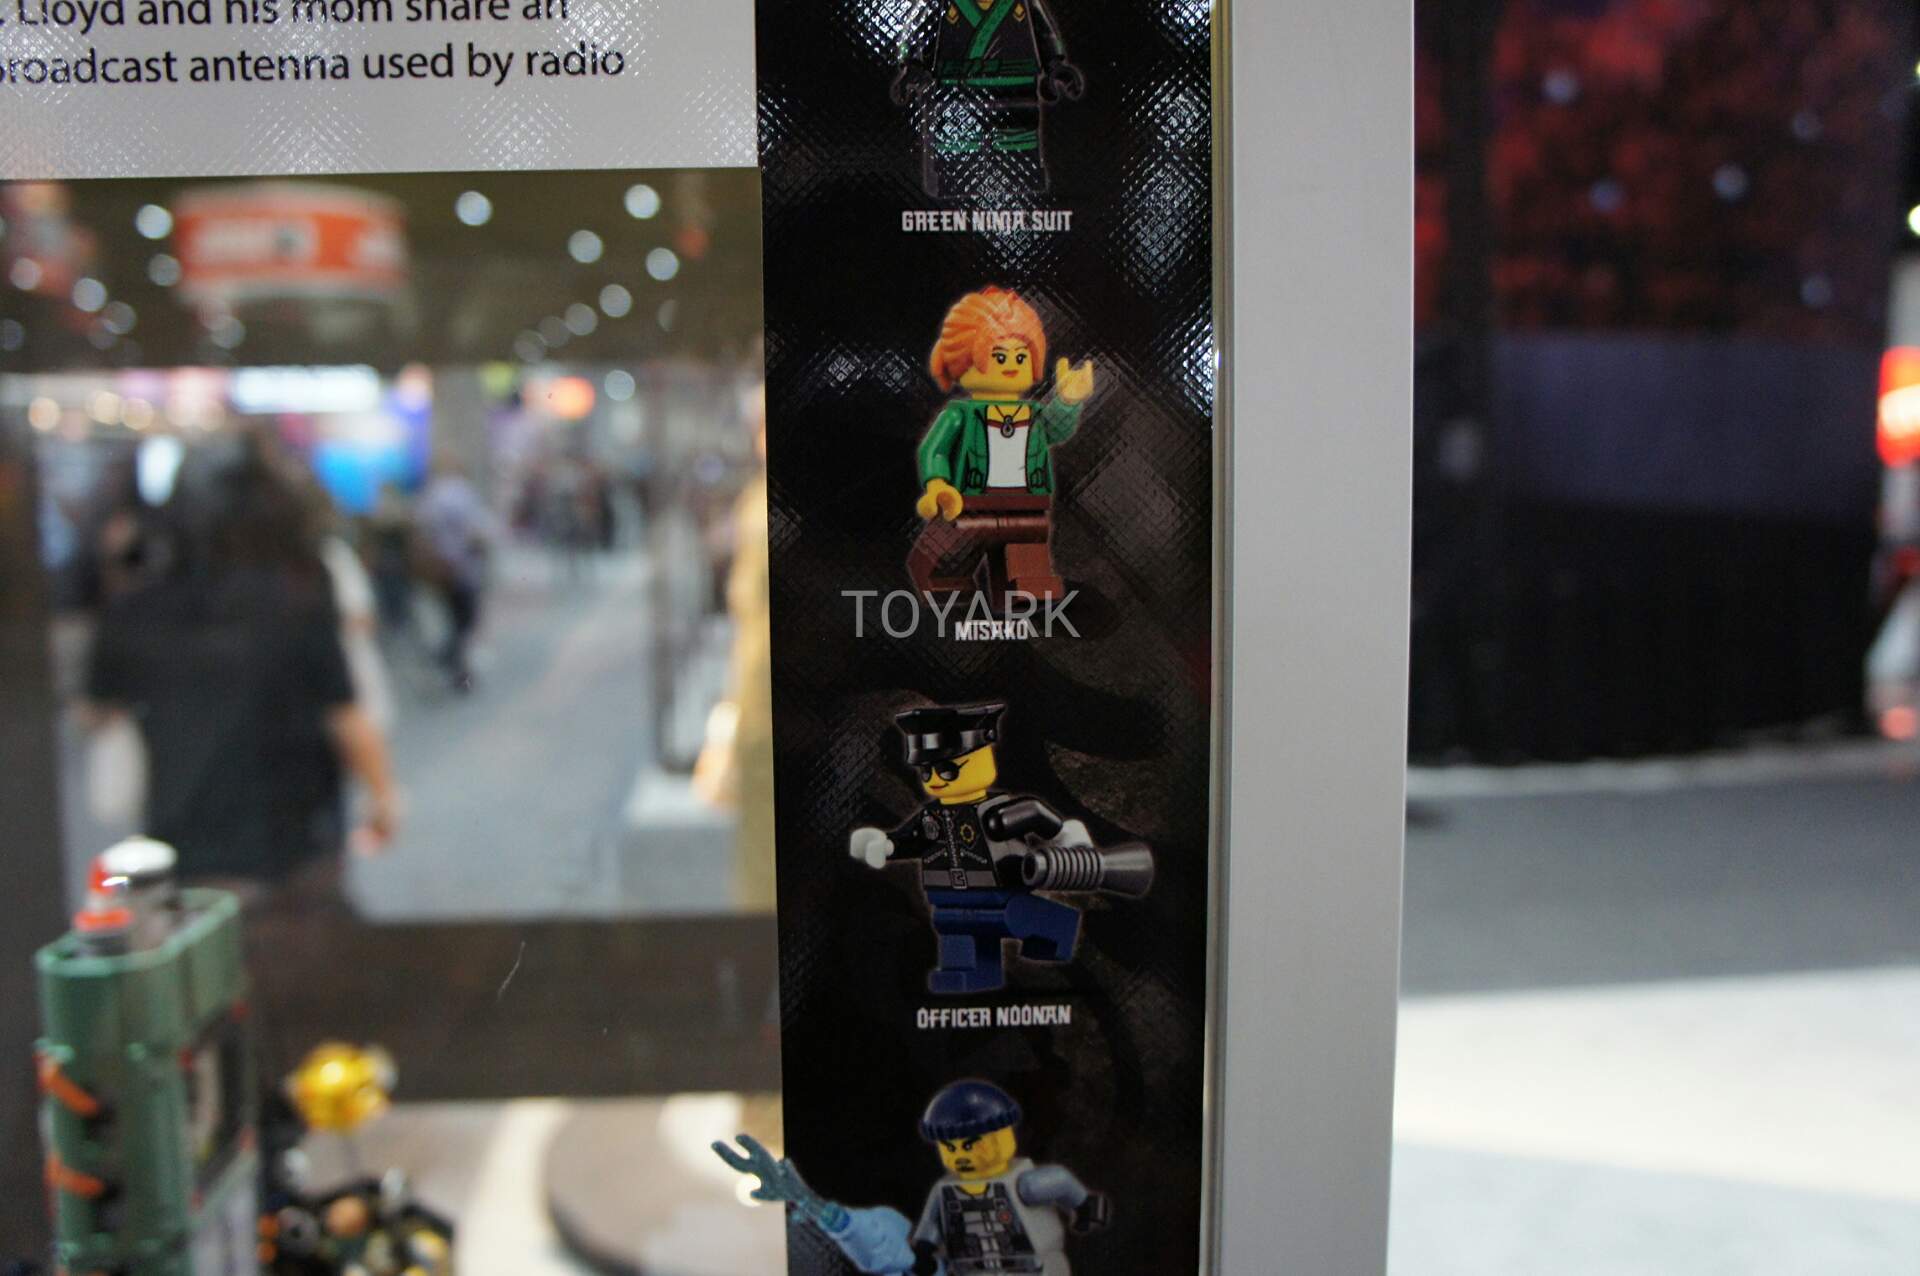 . Lloyd and his mom share an
broadcast antenna used by radio
GREEN NINJA SUIT
TOYARK
MISAKO
OFFICER NOONAN